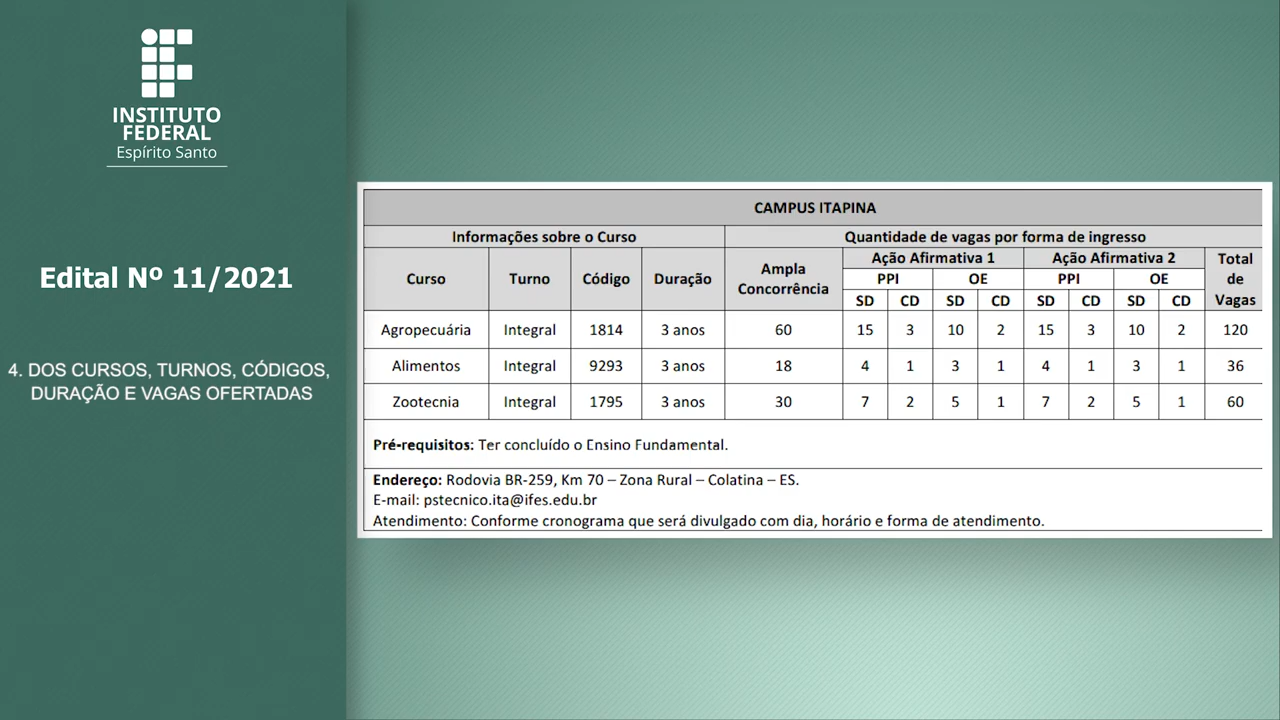 INSTITUTO
FEDERAL
Espírito Santo
Edital Nº 11/2021
4. DOS CURSOS, TURNOS, CÓDIGOS,
DURAÇÃO E VAGAS OFERTADAS
CAMPUS ITAPINA
Informações sobre o Curso Quantidade de vagas por forma de ingresso
Curso Turno Código Duração Ampla Concorrência Ação Afirmativa 1 Ação Afirmativa 2 Total de Vagas
PPI OE PPI OE
SD CD SD CD SD CD SD CD
Agropecuária Integral 1814 3 anos 60 15 3 10 2 15 3 10 2 120
Alimentos Integral 9293 3 anos 18 4 1 3 1 4 1 3 1 36
Zootecnia Integral 1795 3 anos 30 7 2 5 1 7 2 5 1 60
Pré-requisitos: Ter concluído o Ensino Fundamental.
Endereço: Rodovia BR-259, Km 70 – Zona Rural – Colatina – ES.
E-mail: pstecnico.ita@ifes.edu.br
Atendimento: Conforme cronograma que será divulgado com dia, horário e forma de atendimento.